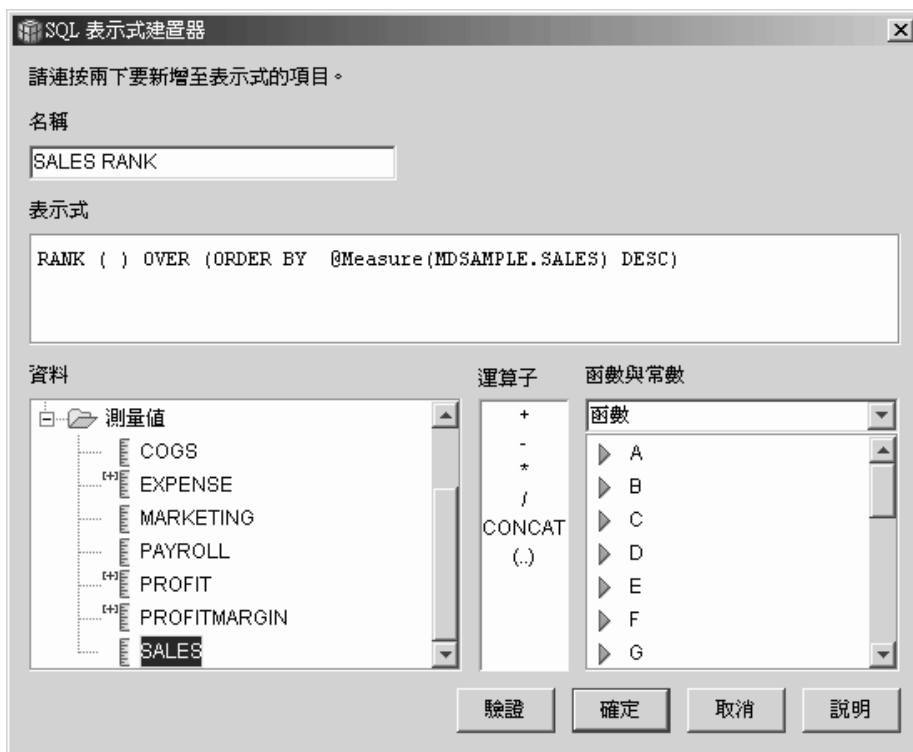 SQL 表示式建置器
請連按兩下要新增至表示式的項目。
名稱
SALES RANK
表示式
RANK ( ) OVER (ORDER BY  @Measure(MDSAMPLE.SALES) DESC)
資料
測量值
COGS
EXPENSE
MARKETING
PAYROLL
PROFIT
PROFITMARGIN
SALES
運算子
+
-
*
/
CONCAT
(..)
函數與常數
函數
A
B
C
D
E
F
G
驗證
確定
取消
說明